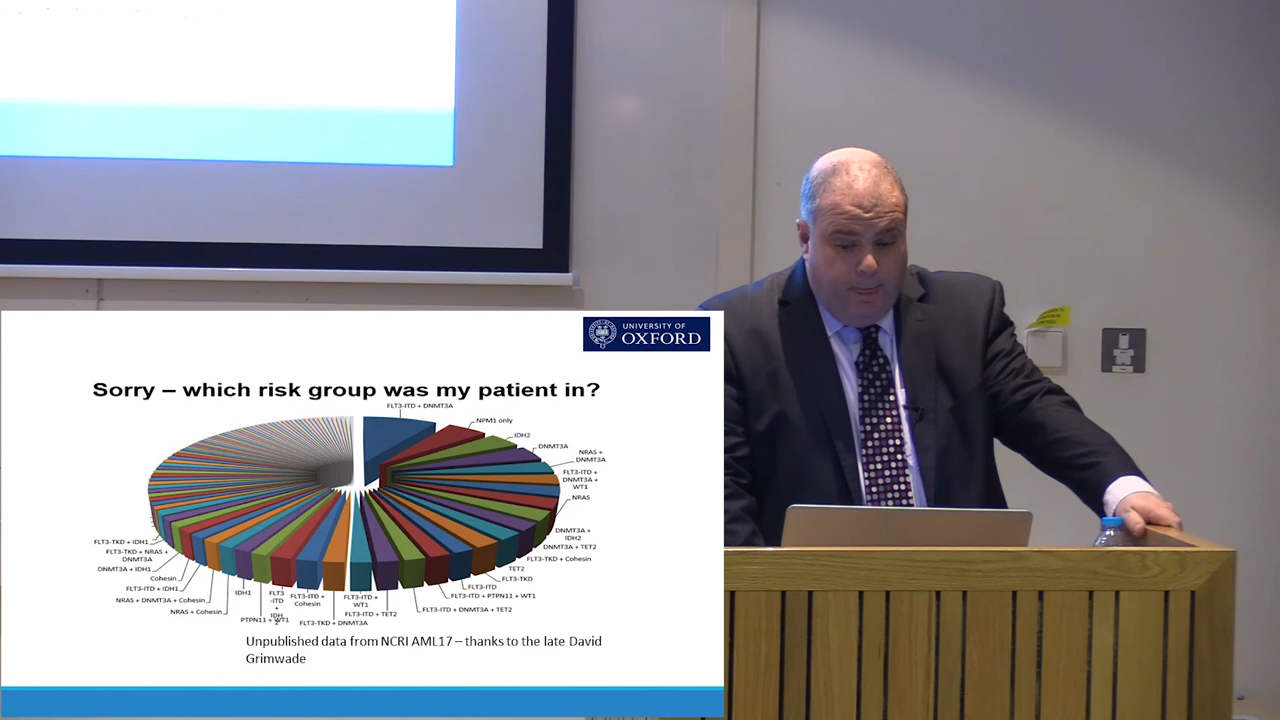 UNIVERSITY OF
OXFORD
Sorry – which risk group was my patient in?
FLT3-ITD + DNMT3A
NPM1 only
IDH2
DNMT3A
NRAS +
DNMT3A
FLT3-ITD +
DNMT3A +
WT1
NRAS
DNMT3A +
IDH2
DNMT3A + TET2
FLT3-TKD + Cohesin
TET2
FLT3-TKD
FLT3-ITD
FLT3-ITD + PTPN11 + WT1
FLT3-ITD + DNMT3A + TET2
FLT3-ITD + TET2
FLT3-ITD +
WT1
FLT3-TKD + DNMT3A
FLT3-ITD +
Cohesin
FLT3
-ITD
+
IDH
PTPN11 + WT1
IDH1
NRAS + Cohesin
NRAS + DNMT3A + Cohesin
FLT3-ITD + IDH1
Cohesin
DNMT3A + IDH1
FLT3-TKD + NRAS +
DNMT3A
FLT3-TKD + IDH1
Unpublished data from NCRI AML17 – thanks to the late David
Grimwade